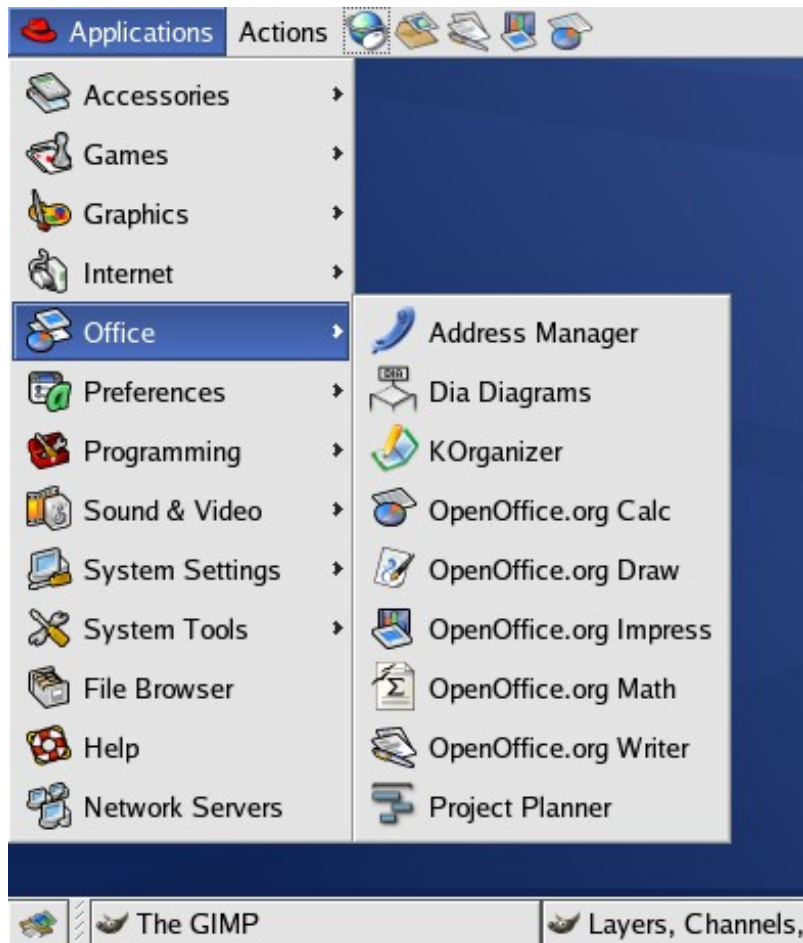 Applications Actions
Accessories
Games
Graphics
Internet
Office
Preferences
Programming
Sound & Video
System Settings
System Tools
File Browser
Help
Network Servers
Address Manager
DIA
Dia Diagrams
KOrganizer
OpenOffice.org Calc
OpenOffice.org Draw
OpenOffice.org Impress
Σ
OpenOffice.org Math
OpenOffice.org Writer
Project Planner
The GIMP
Layers, Channels,